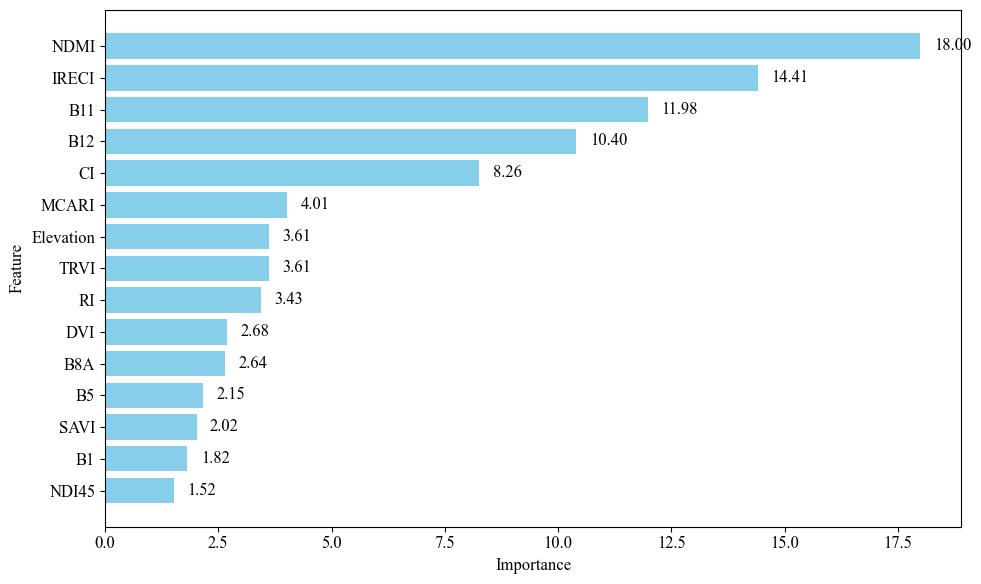 NDMI 18.00
IRECI 14.41
B11 11.98
B12 10.40
CI 8.26
MCARI 4.01
Elevation 3.61
TRVI 3.61
RI 3.43
DVI 2.68
B8A 2.64
B5 2.15
SAVI 2.02
B1 1.82
NDI45 1.52
Feature
0.0 2.5 5.0 7.5 10.0 12.5 15.0 17.5
Importance